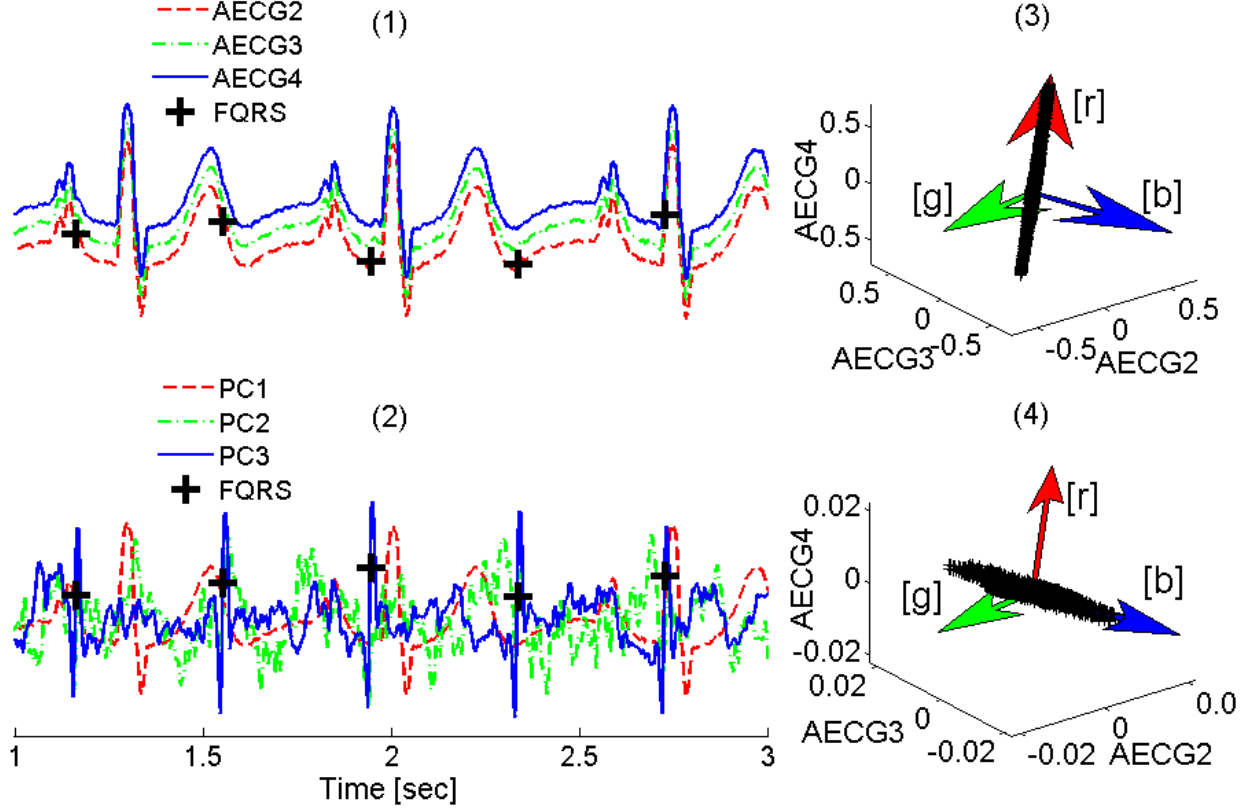 AECG2
AECG3
AECG4
FQRS
(1)
PC1
PC2
PC3
FQRS
(2)
1 1.5 2 2.5 3
Time [sec]
(3)
[r]
[g]
[b]
0.5
0
-0.5
AECG4
0.5
0
-0.5
AECG3
-0.5
0
0.5
AECG2
(4)
[r]
[g]
[b]
0.02
0
-0.02
AECG4
0.02
0
-0.02
AECG3
-0.02
0
0.0
AECG2